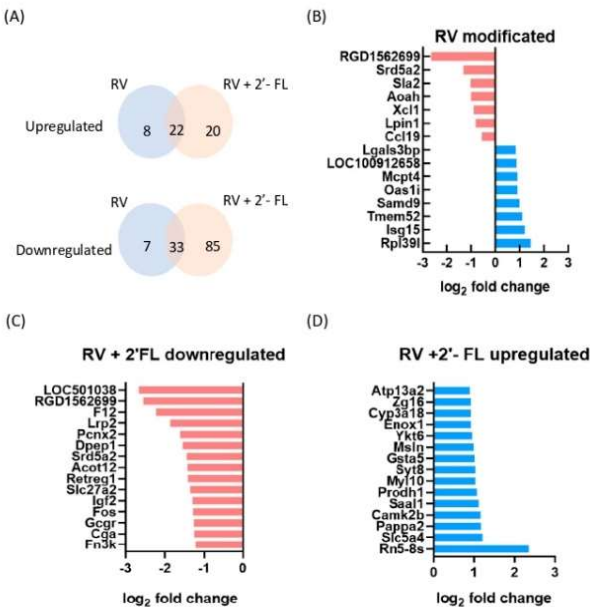 (A)
RV
RV + 2'- FL
Upregulated
8
22
20
RV
RV + 2'- FL
Downregulated
7
33
85
(B)
RV modificated
RGD1562699
Srd5a2
Sla2
Aoah
Xcl1
Lpin1
Ccl19
Lgals3bp
LOC100912658
Mcpt4
Oas1i
Samd9
Tmem52
Isg15
Rpl39l
-3 -2 -1 0 1 2 3
log2 fold change
(C)
RV + 2'FL downregulated
LOC501038
RGD1562699
F12
Lrp2
Pcnx2
Dpep1
Srd5a2
Acot12
Retreg1
Slc27a2
Igf2
Fos
Gcgr
Cga
Fn3k
-3 -2 -1 0
log2 fold change
(D)
RV +2'- FL upregulated
Atp13a2
Zg16
Cyp3a18
Enox1
Ykt6
Msln
Gsta5
Syt8
Myl10
Prodh1
Saal1
Camk2b
Pappa2
Slc5a4
Rn5-8s
0 1 2 3
log2 fold change